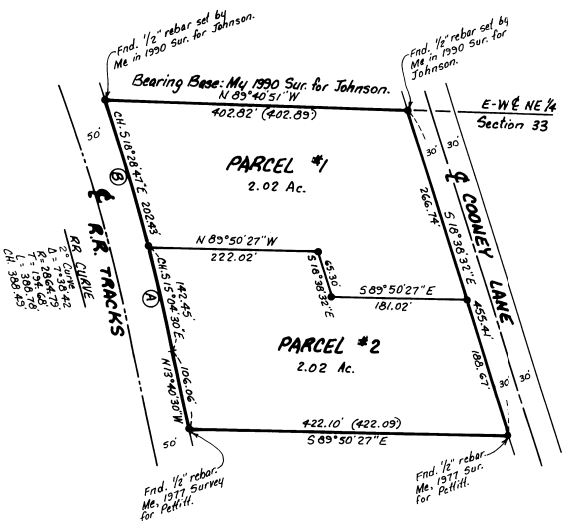 Fnd. 1/2" rebar set by
Me in 1990 Sur. for Johnson.
Fnd. 1/2" rebar set by
Me in 1990 Sur. for
Johnson.
Bearing Base: My 1990 Sur. for Johnson.
N 89°40'51" W
402.82' (402.89)
E-W ℄ NE 1/4
Section 33
50'
30' 30'
CH. S 18°28'47" E 202.43'
B
PARCEL #1
2.02 Ac.
266.74'
S 18°38'32" E
455.41'
℄ COONEY LANE
℄ R.R. TRACKS
N 89°50'27" W
222.02'
65.30'
S 18°38'32" E
S 89°50'27" E
181.02'
RR CURVE
2° Curve
Δ = 7°38'42
R = 2864.79
T = 194.68
L = 388.78'
CH. 388.49'
142.45'
CH. S 15°04'30" E
A
PARCEL #2
2.02 Ac.
188.67'
106.06'
N 13°40'30" W
30' 30'
422.10' (422.09)
S 89°50'27" E
50'
Fnd. 1/2" rebar.
Me, 1977 Survey
for Pettitt.
Fnd. 1/2" rebar.
Me, 1977 Sur.
for Pettitt.